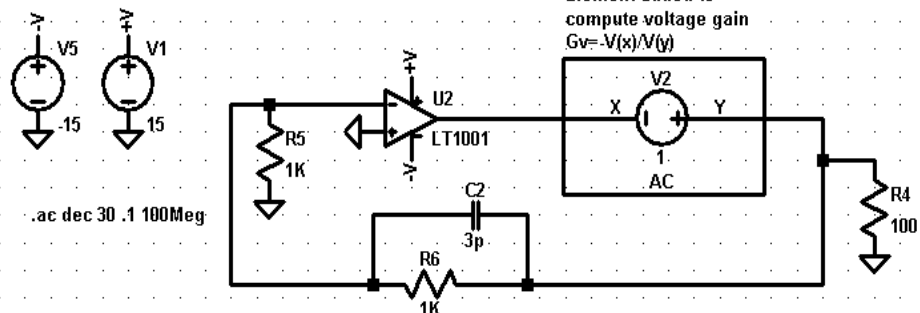 compute voltage gain
Gv=-V(x)/V(y)
-V
V5
-15
+V
V1
15
+V
U2
LT1001
-V
R5
1K
V2
X
Y
1
AC
R4
100
.ac dec 30 .1 100Meg
C2
3p
R6
1K